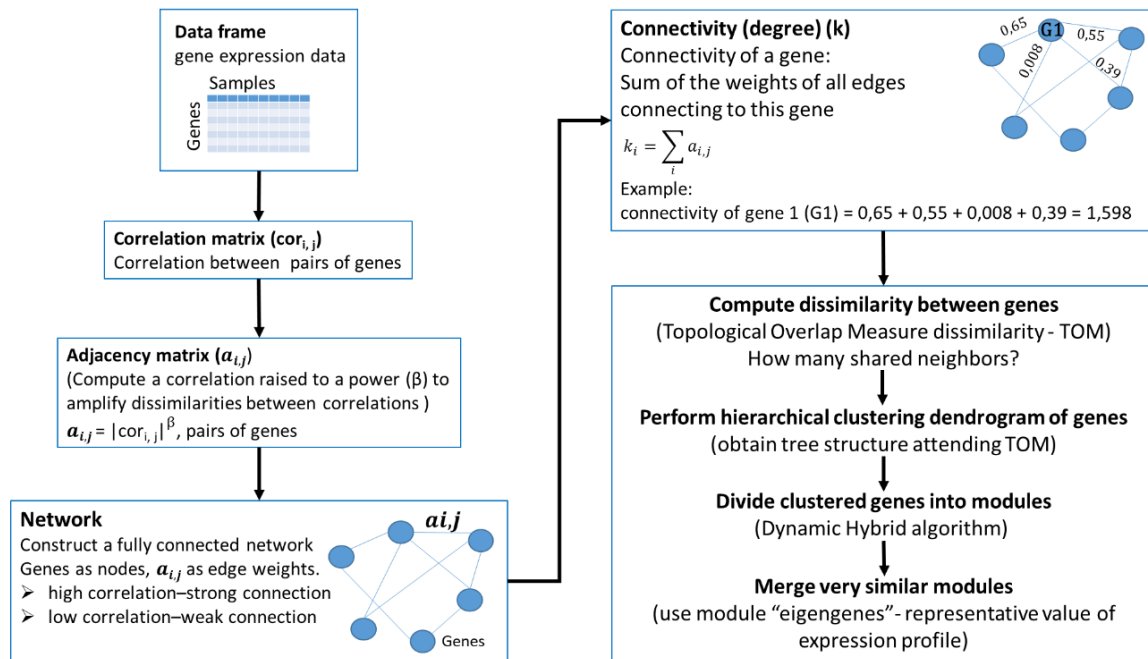 Data frame
gene expression data
Samples
Genes
Correlation matrix (cor_{i, j})
Correlation between pairs of genes
Adjacency matrix (a_{i,j})
(Compute a correlation raised to a power (β) to
amplify dissimilarities between correlations )
a_{i,j} = |cor_{i, j}|^β, pairs of genes
Network
Construct a fully connected network
Genes as nodes, a_{i,j} as edge weights.
➢ high correlation–strong connection
➢ low correlation–weak connection
ai,j
Genes
Connectivity (degree) (k)
Connectivity of a gene:
Sum of the weights of all edges
connecting to this gene
k_i = ∑_i a_{i,j}
Example:
connectivity of gene 1 (G1) = 0,65 + 0,55 + 0,008 + 0,39 = 1,598
0,65
G1
0,55
0,008
0,39
Compute dissimilarity between genes
(Topological Overlap Measure dissimilarity - TOM)
How many shared neighbors?
Perform hierarchical clustering dendrogram of genes
(obtain tree structure attending TOM)
Divide clustered genes into modules
(Dynamic Hybrid algorithm)
Merge very similar modules
(use module “eigengenes”- representative value of
expression profile)